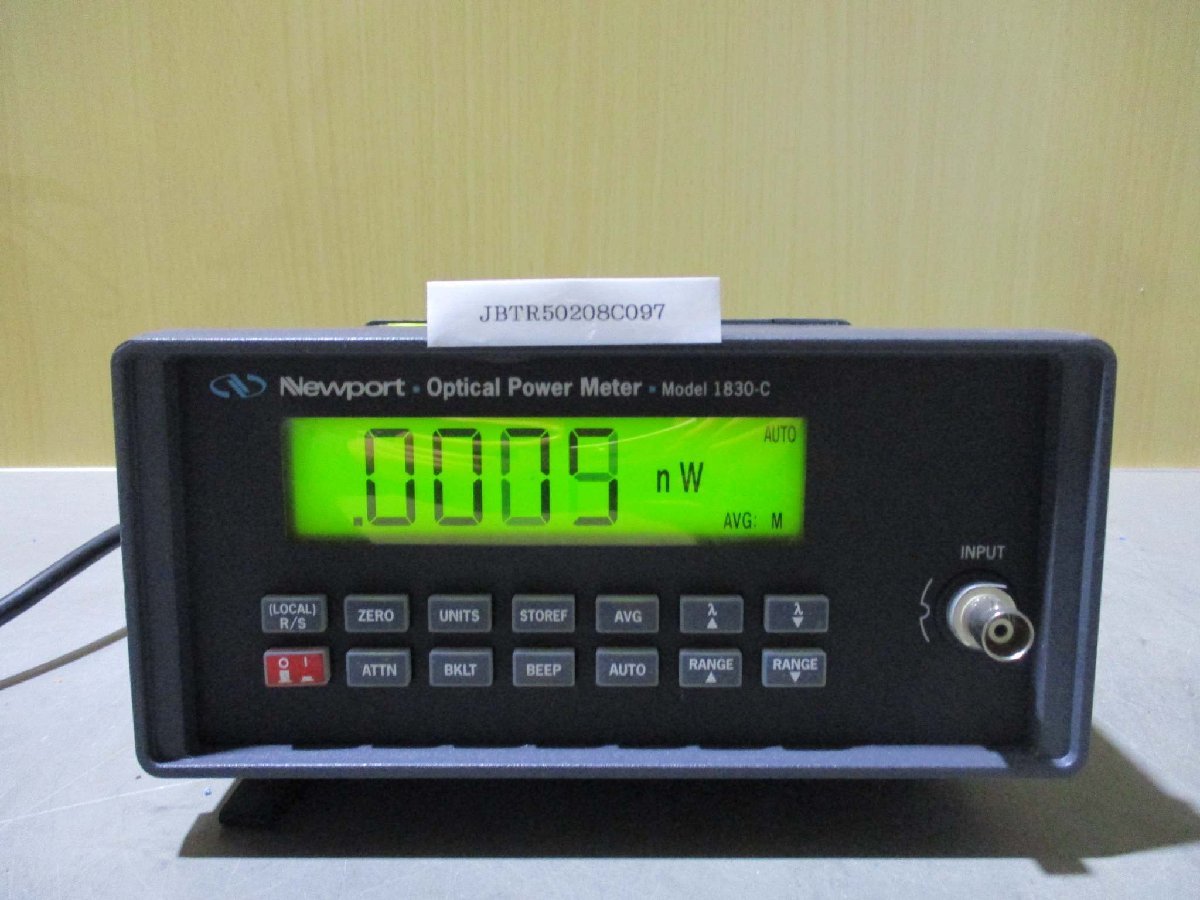 JBTR50208C097
Newport • Optical Power Meter • Model 1830-C
AUTO
.0075 nW
AVG: M
INPUT
(LOCAL) R/S ZERO UNITS STOREF AVG λ▲ λ▼
O I ATTN BKLT BEEP AUTO RANGE▲ RANGE▼